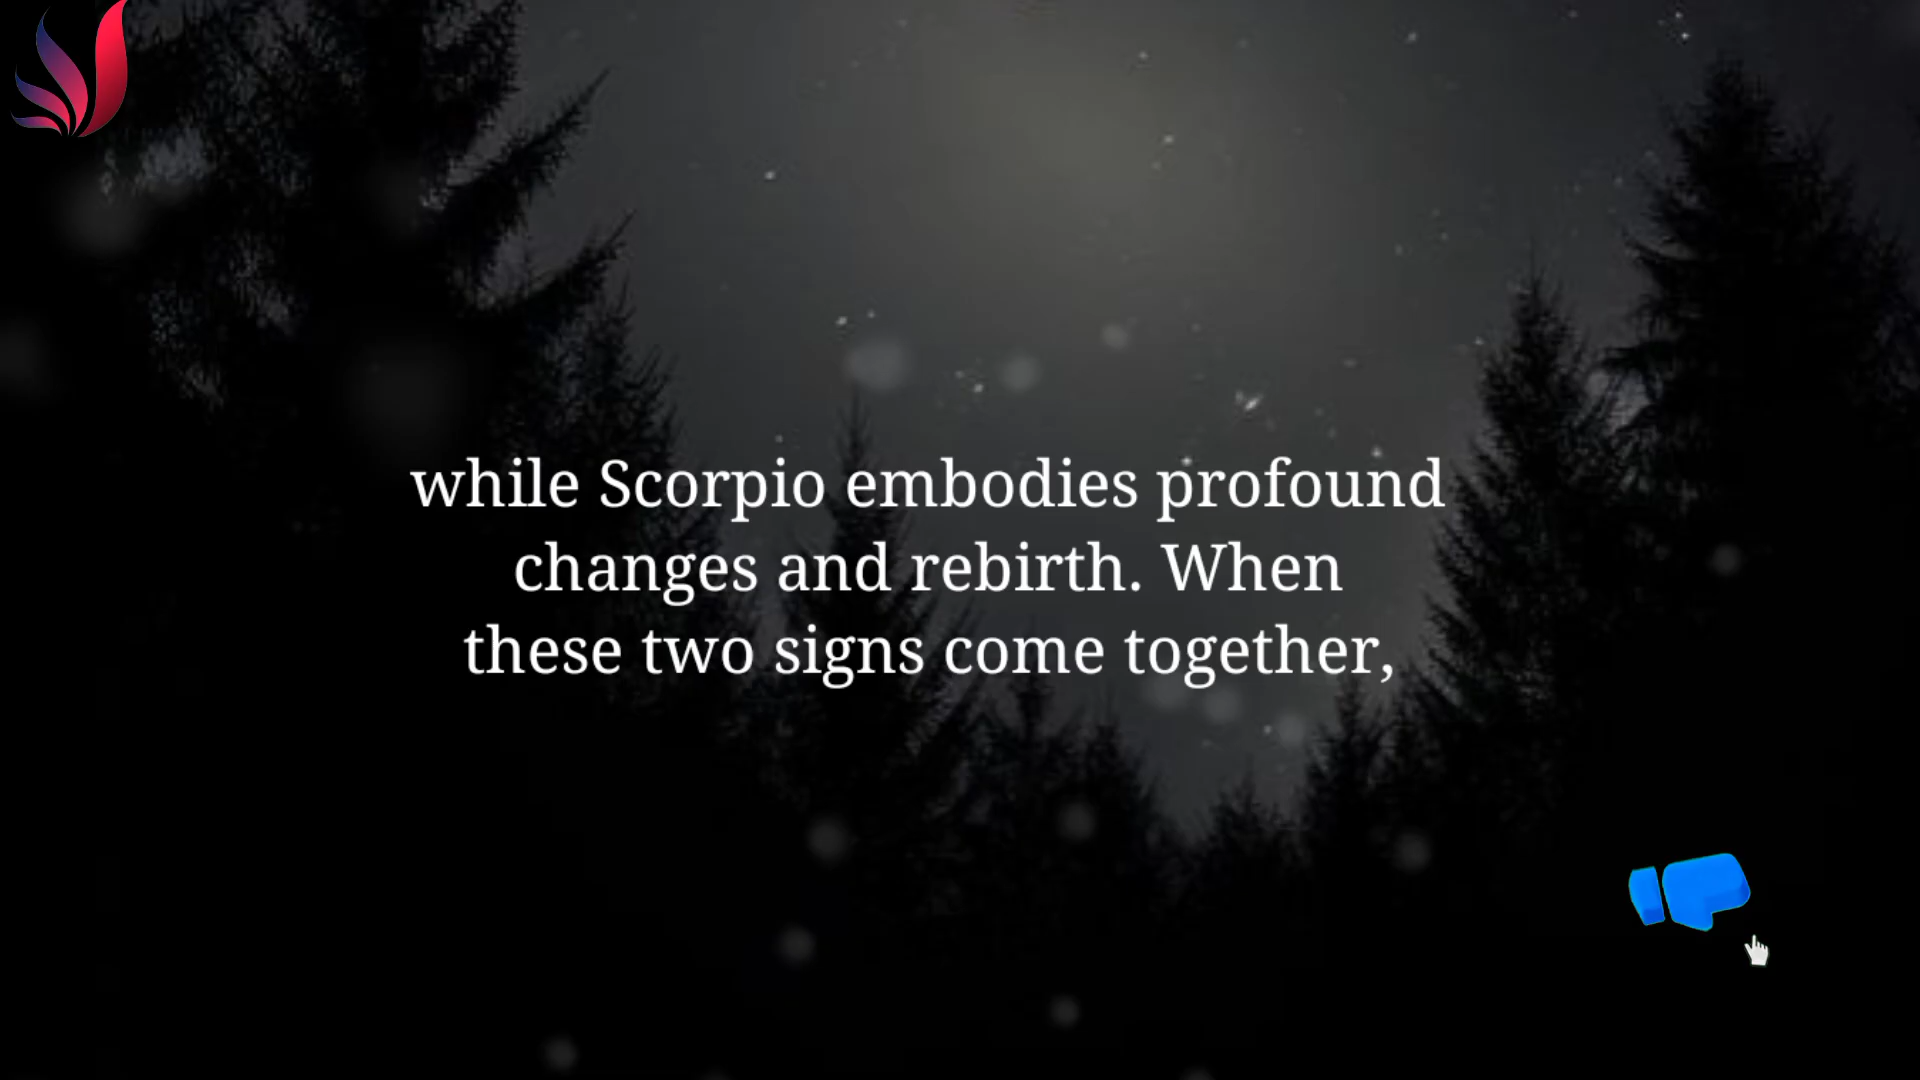 while Scorpio embodies profound
changes and rebirth. When
these two signs come together,